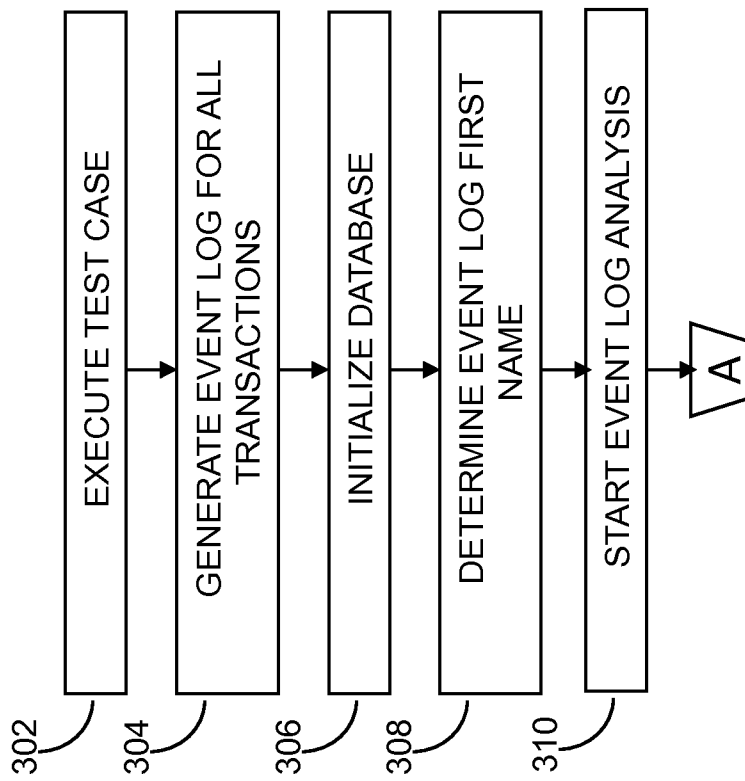 302
EXECUTE TEST CASE
304
GENERATE EVENT LOG FOR ALL
TRANSACTIONS
306
INITIALIZE DATABASE
308
DETERMINE EVENT LOG FIRST
NAME
310
START EVENT LOG ANALYSIS
A